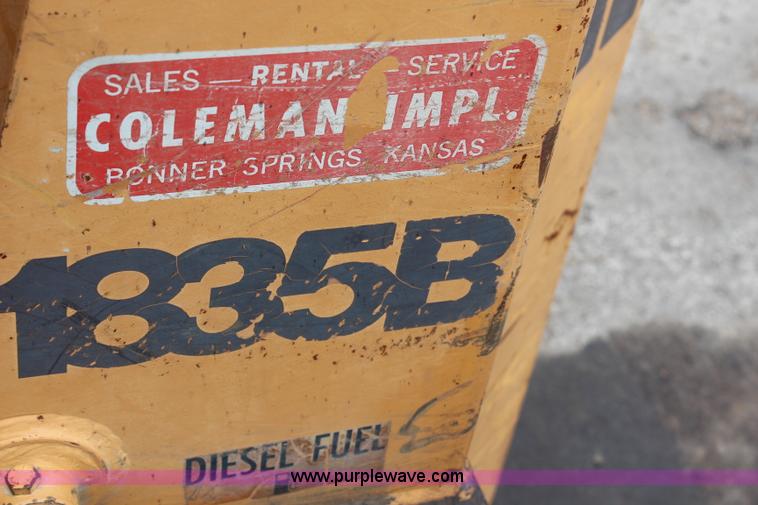 SALES — RENTAL — SERVICE
COLEMAN IMPL.
BONNER SPRINGS, KANSAS
1835B
DIESEL FUEL
www.purplewave.com